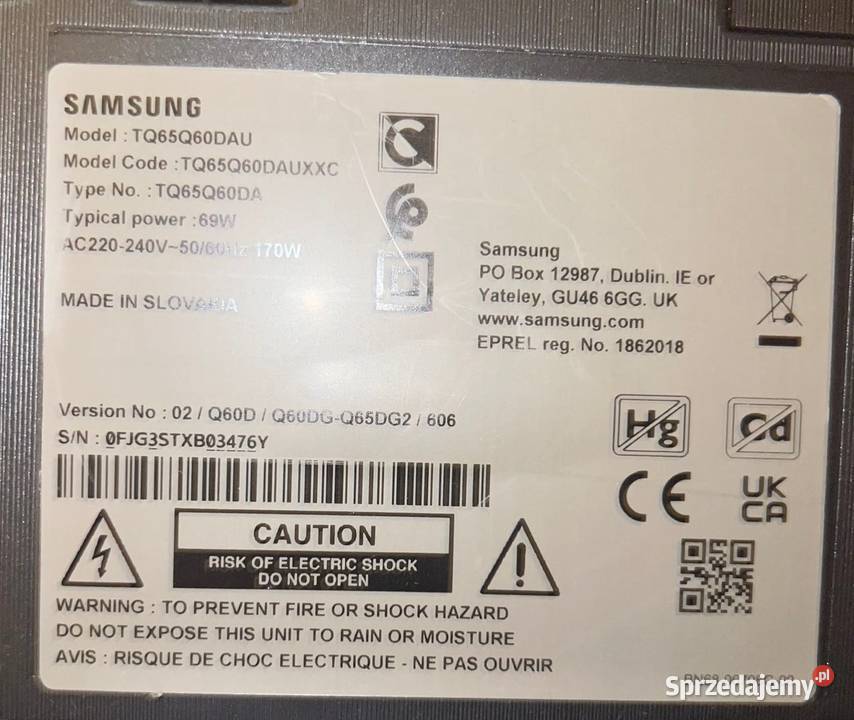 SAMSUNG
Model : TQ65Q60DAU
Model Code : TQ65Q60DAUXXC
Type No. : TQ65Q60DA
Typical power :69W
AC220-240V~50/60Hz 170W
MADE IN SLOVAKIA
Samsung
PO Box 12987, Dublin. IE or
Yateley, GU46 6GG. UK
www.samsung.com
EPREL reg. No. 1862018
Version No : 02 / Q60D / Q60DG-Q65DG2 / 606
S/N : 0FJG3STXB03476Y
Hg
Cd
CE
UK
CA
CAUTION
RISK OF ELECTRIC SHOCK
DO NOT OPEN
WARNING : TO PREVENT FIRE OR SHOCK HAZARD
DO NOT EXPOSE THIS UNIT TO RAIN OR MOISTURE
AVIS : RISQUE DE CHOC ELECTRIQUE - NE PAS OUVRIR
Sprzedajemy.pl